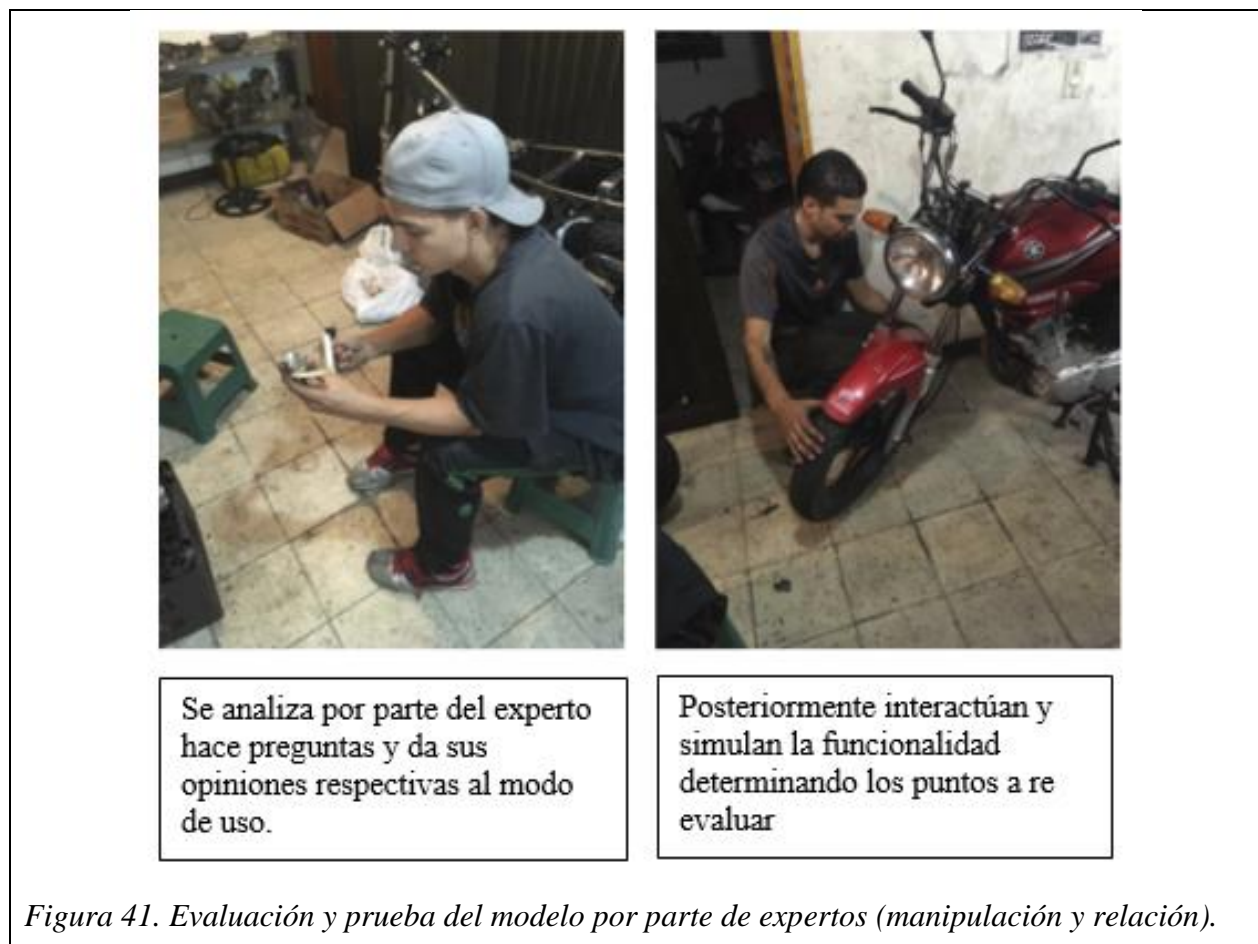 Se analiza por parte del experto
hace preguntas y da sus
opiniones respectivas al modo
de uso.
Posteriormente interactúan y
simulan la funcionalidad
determinando los puntos a re
evaluar
Figura 41. Evaluación y prueba del modelo por parte de expertos (manipulación y relación).